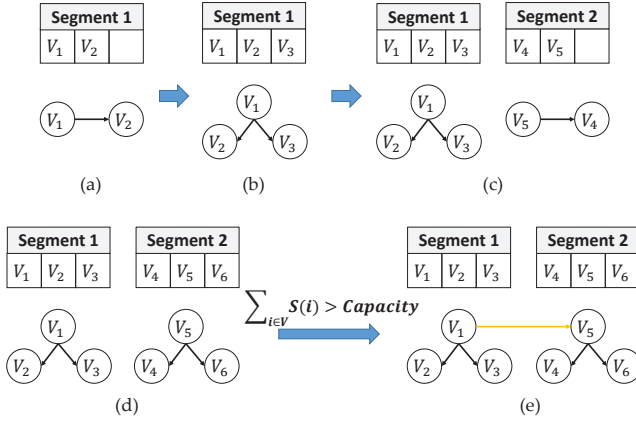 Segment 1
V1 V2
V1 V2
(a)
Segment 1
V1 V2 V3
V1
V2 V3
(b)
Segment 1 Segment 2
V1 V2 V3 V4 V5
V1
V2 V3 V5 V4
(c)
Segment 1 Segment 2
V1 V2 V3 V4 V5 V6
V1 V5
V2 V3 V4 V6
(d)
∑i∈V S(i) > Capacity
Segment 1 Segment 2
V1 V2 V3 V4 V5 V6
V1 V5
V2 V3 V4 V6
(e)